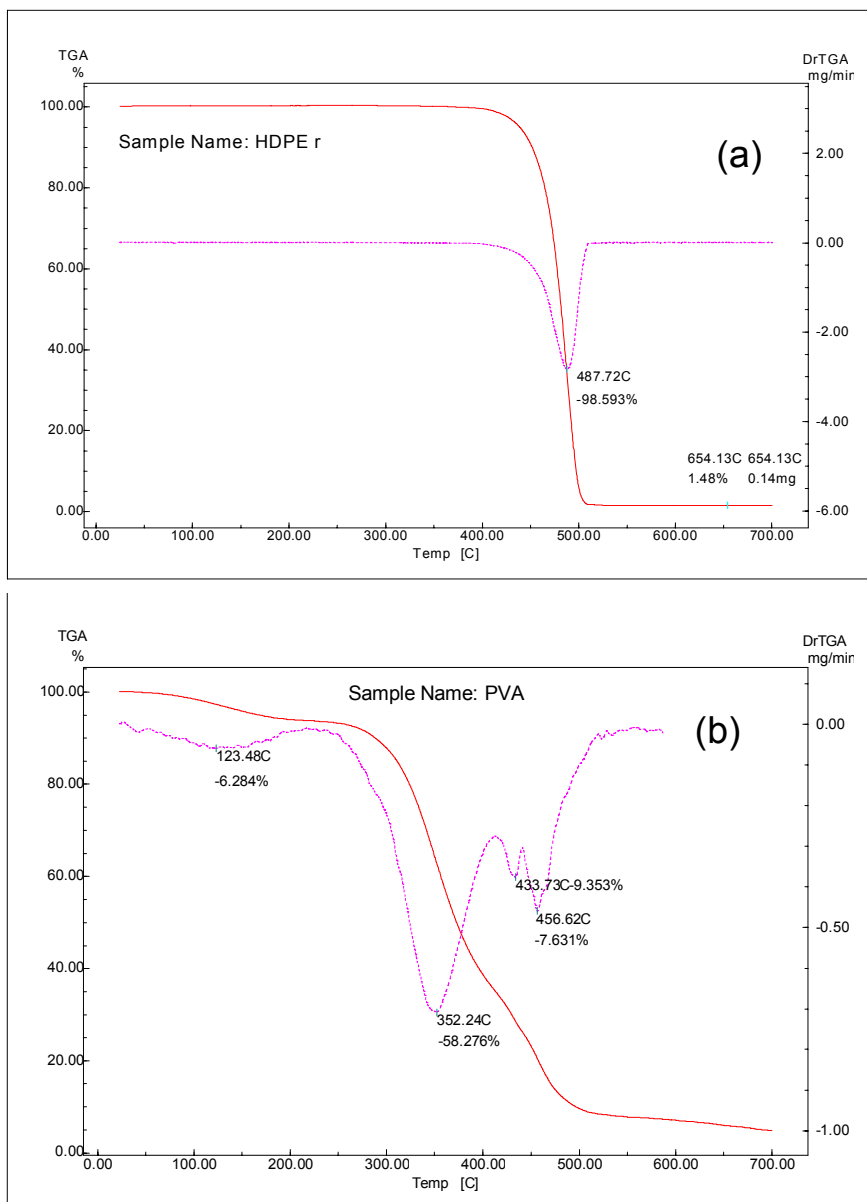 TGA
%
DrTGA
mg/min
100.00
80.00
60.00
40.00
20.00
0.00
Sample Name: HDPE r
(a)
2.00
0.00
-2.00
-4.00
-6.00
487.72C
-98.593%
654.13C 654.13C
1.48% 0.14mg
0.00 100.00 200.00 300.00 400.00 500.00 600.00 700.00
Temp [C]
TGA
%
DrTGA
mg/min
100.00
80.00
60.00
40.00
20.00
0.00
Sample Name: PVA
(b)
0.00
-0.50
-1.00
123.48C
-6.284%
433.73C-9.353%
456.62C
-7.631%
352.24C
-58.276%
0.00 100.00 200.00 300.00 400.00 500.00 600.00 700.00
Temp [C]